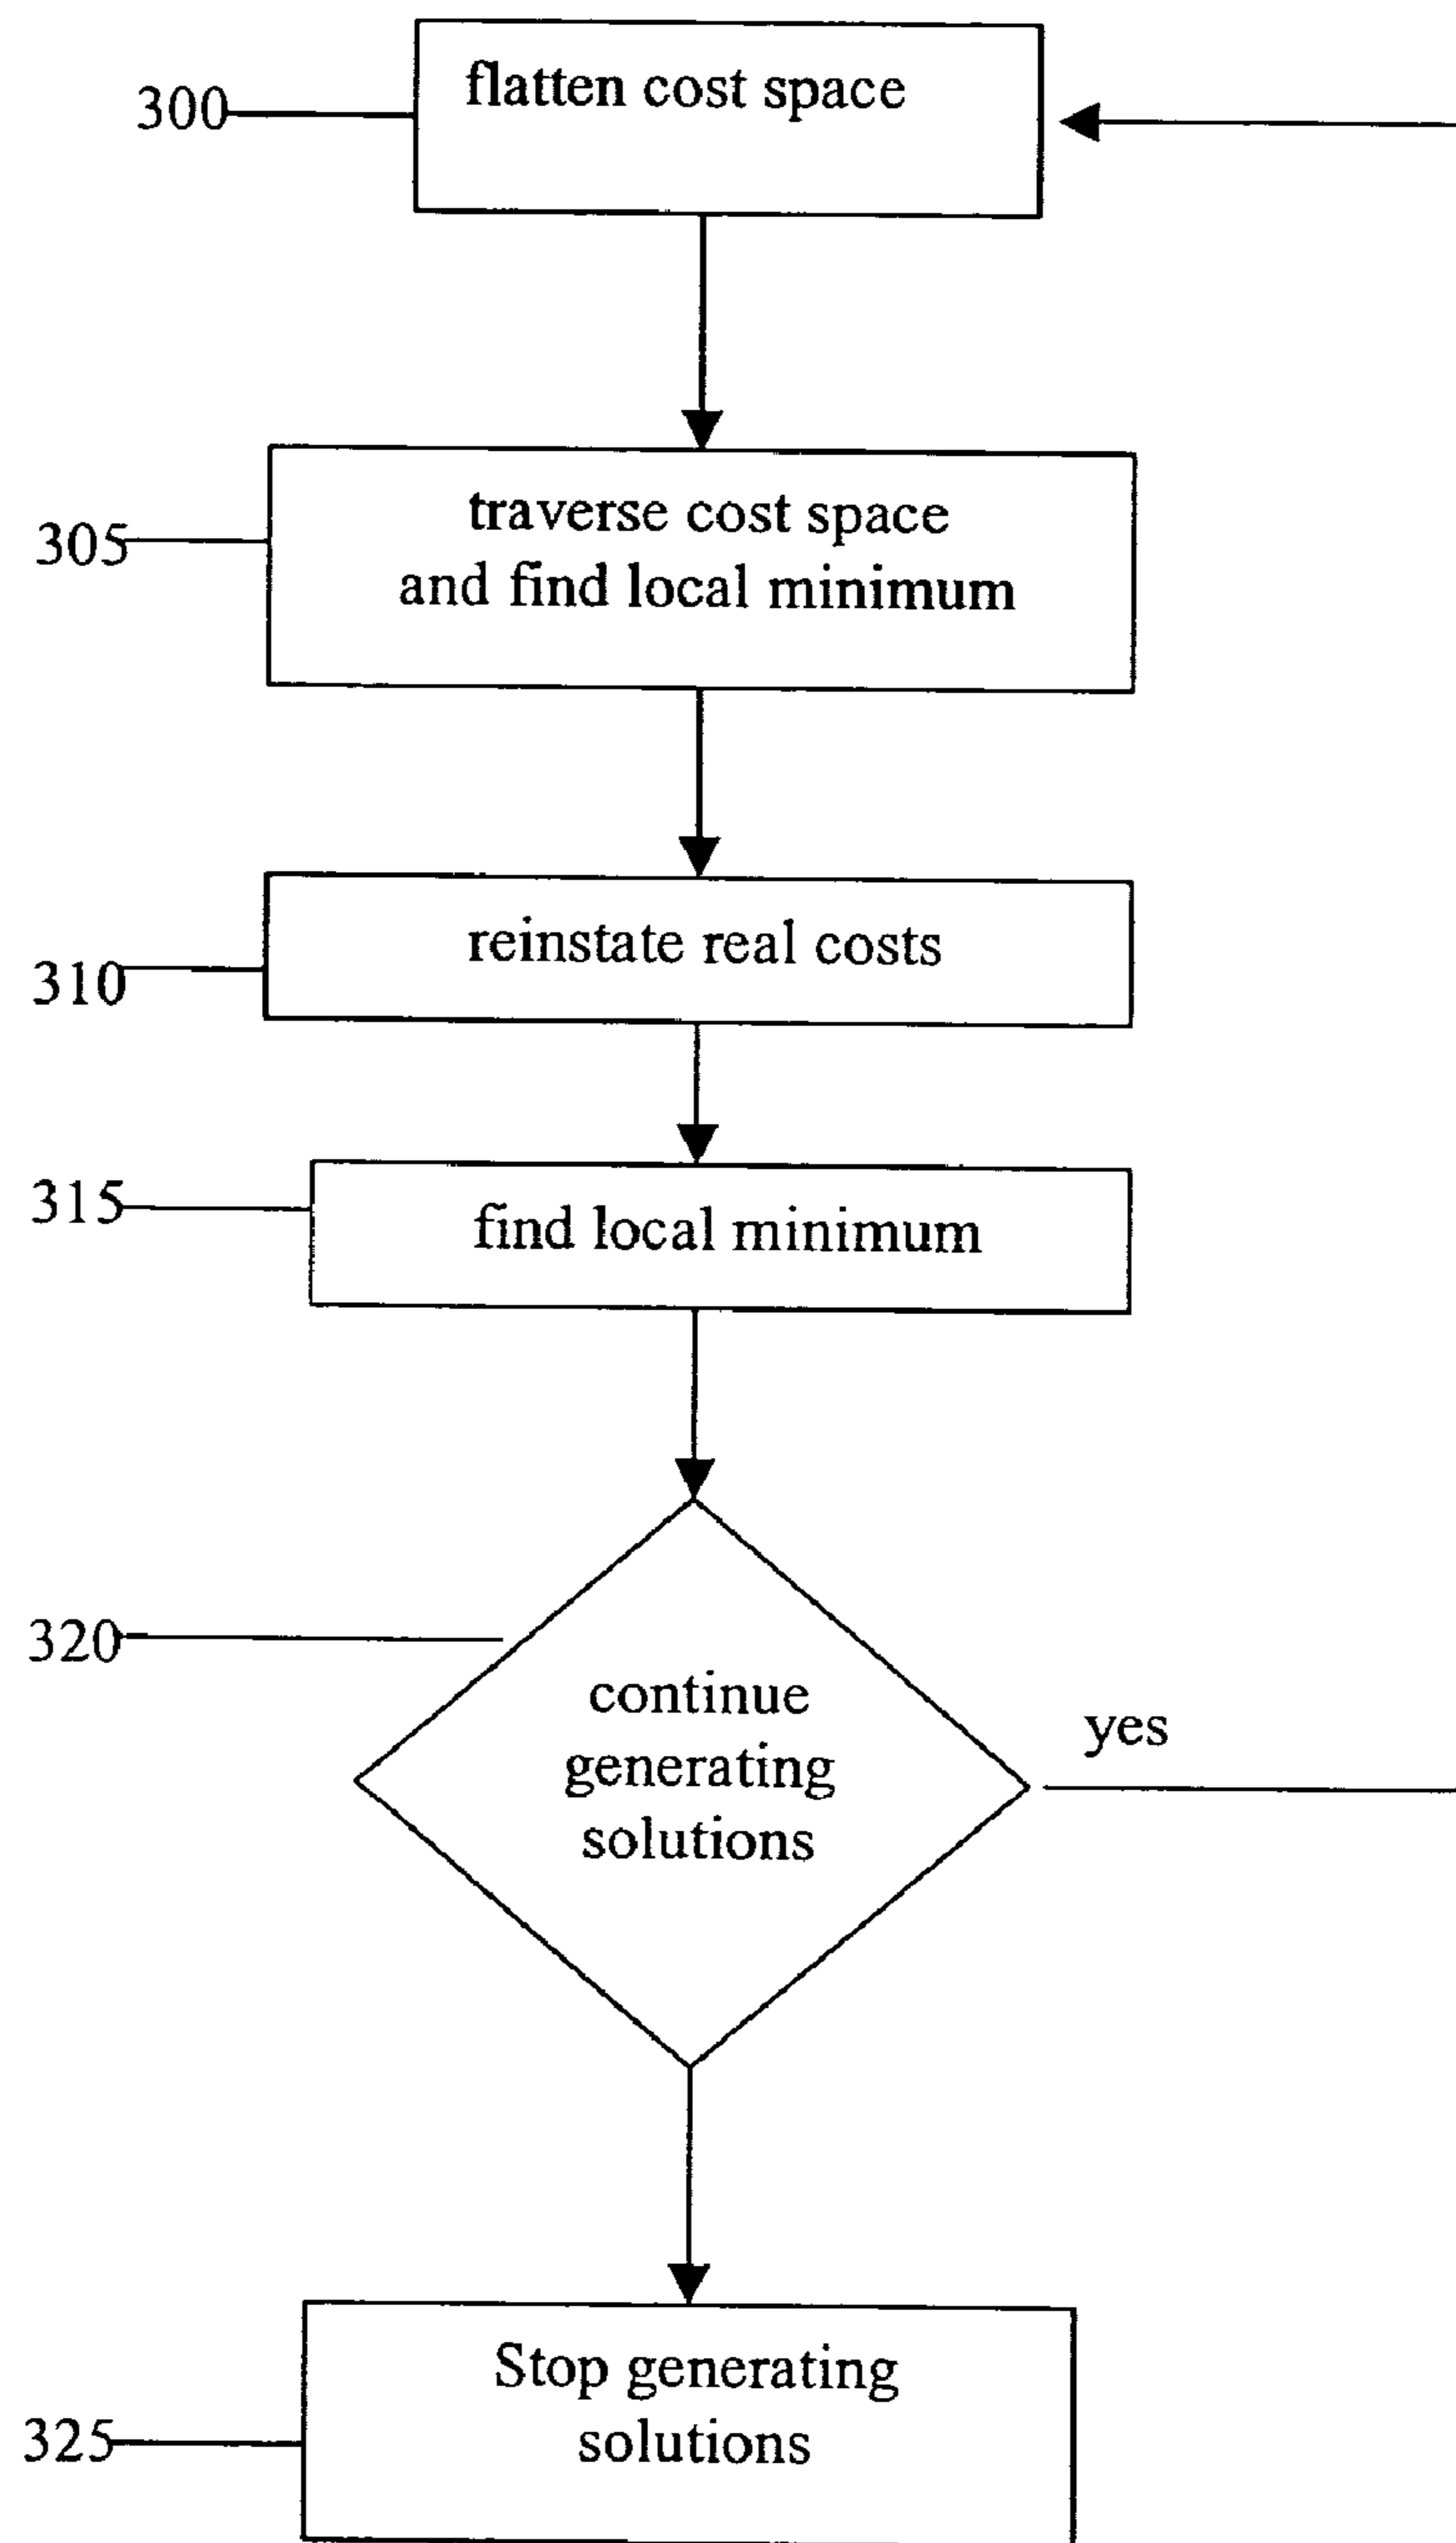 300
flatten cost space
305
traverse cost space
and find local minimum
310
reinstate real costs
315
find local minimum
320
continue
generating
solutions
yes
325
Stop generating
solutions